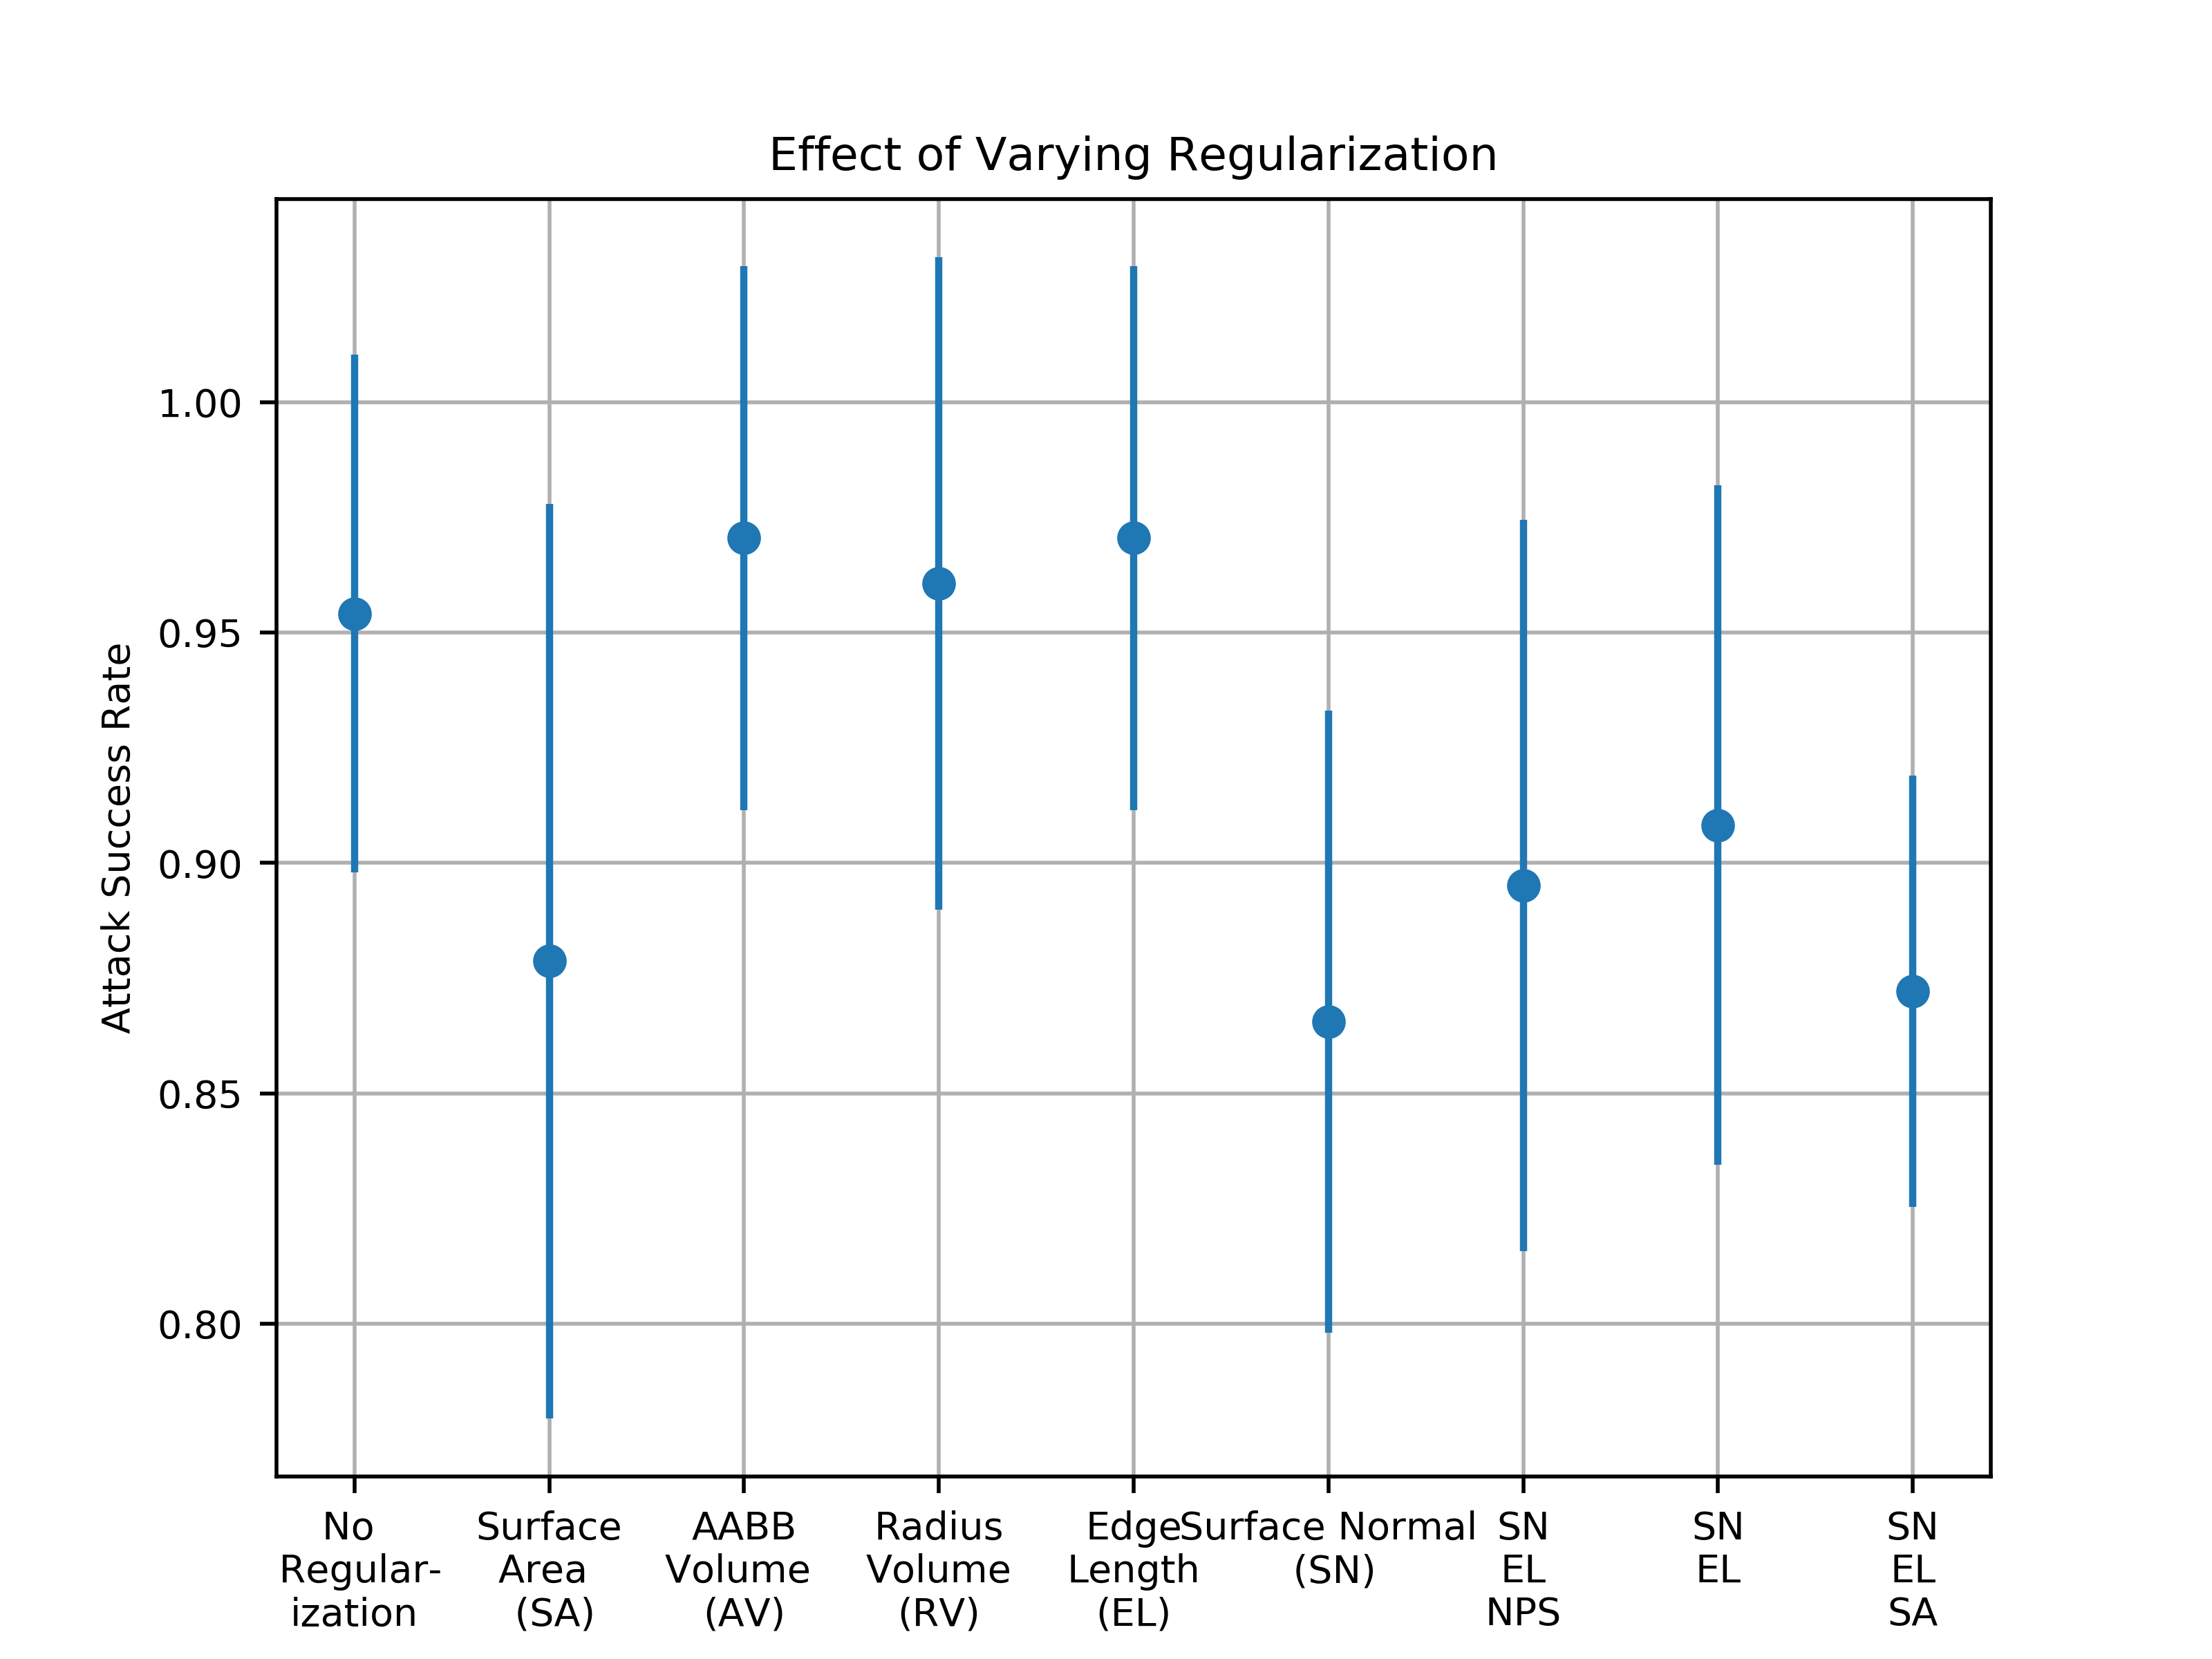 Effect of Varying Regularization
Attack Success Rate
1.00
0.95
0.90
0.85
0.80
No
Regular-
ization
Surface
Area
(SA)
AABB
Volume
(AV)
Radius
Volume
(RV)
Edge
Length
(EL)
Surface Normal
(SN)
SN
EL
NPS
SN
EL
SN
EL
SA